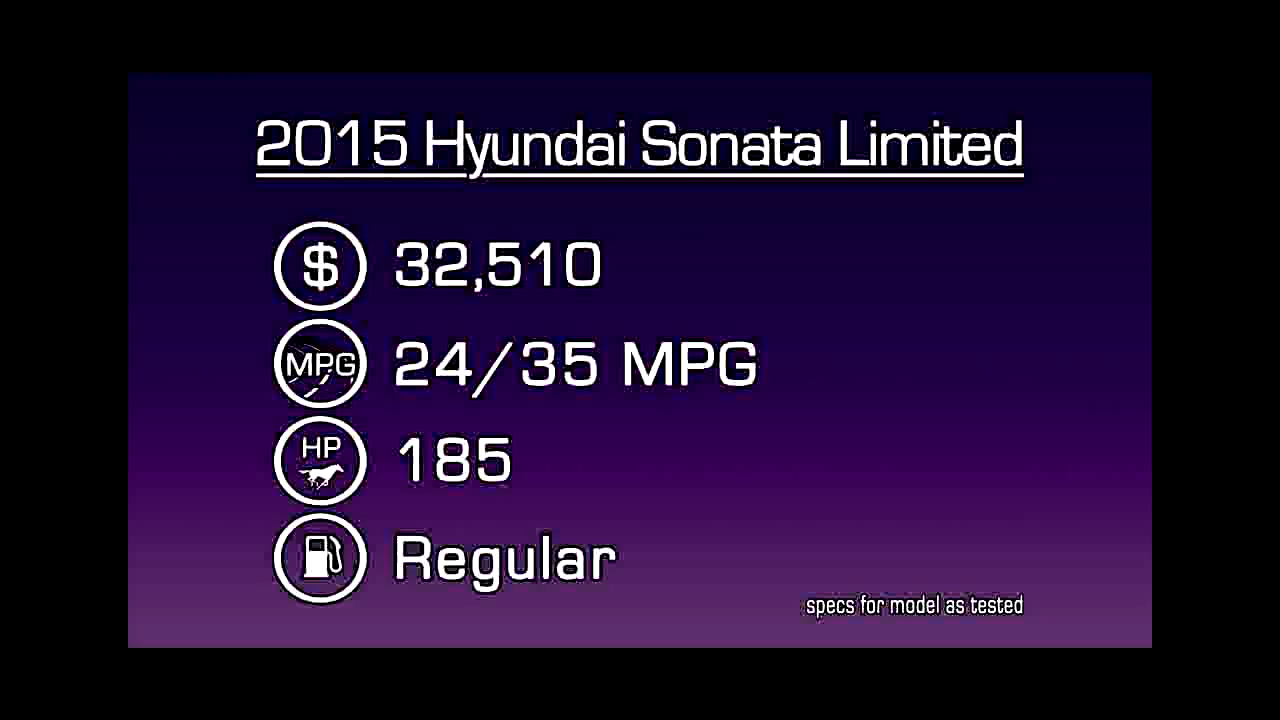 2015 Hyundai Sonata Limited
$ 32,510
MPG 24/35 MPG
HP 185
Regular
specs for model as tested